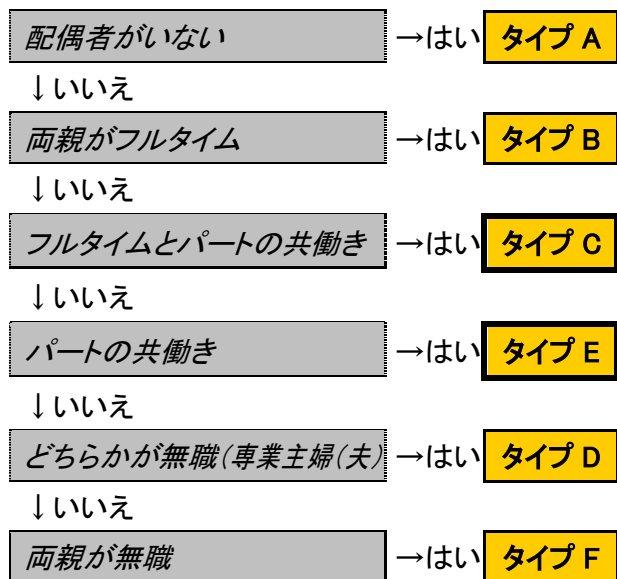 配偶者がいない →はい タイプ A
↓いいえ
両親がフルタイム →はい タイプ B
↓いいえ
フルタイムとパートの共働き →はい タイプ C
↓いいえ
パートの共働き →はい タイプ E
↓いいえ
どちらかが無職(専業主婦(夫) →はい タイプ D
↓いいえ
両親が無職 →はい タイプ F